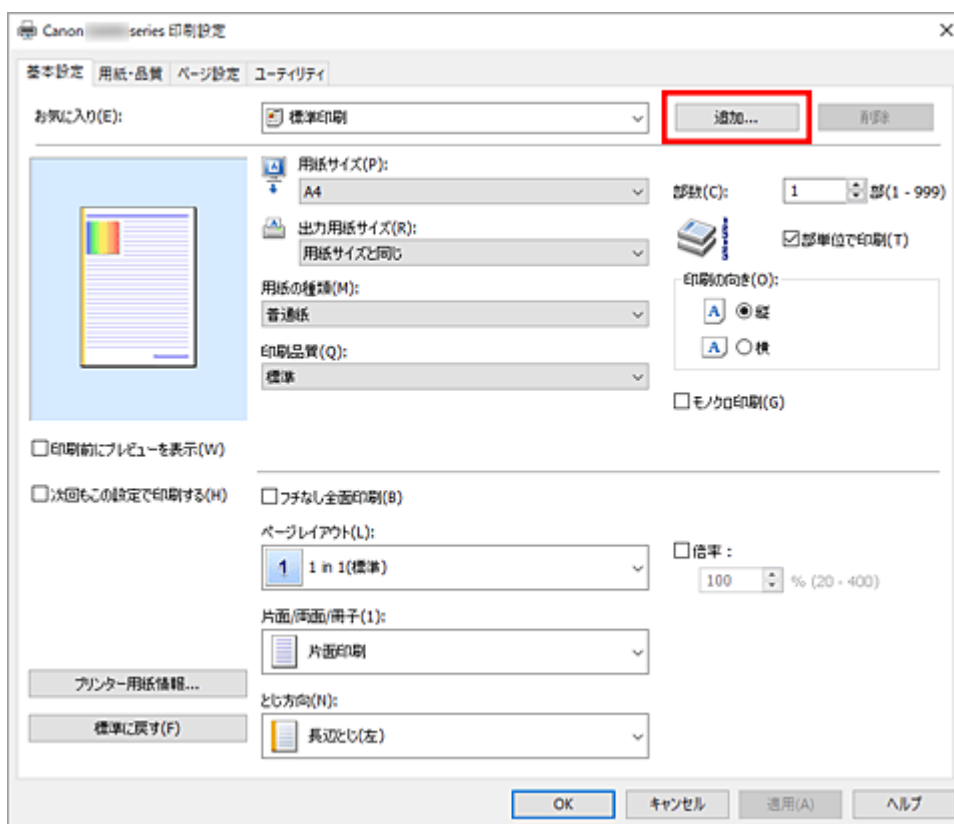 Canon series 印刷設定
基本設定 用紙・品質 ページ設定 ユーティリティ
お気に入り(E): 標準印刷 追加... 削除
用紙サイズ(P):
A4
部数(C): 1 部(1 - 999)
出力用紙サイズ(R):
用紙サイズと同じ
部単位で印刷(T)
用紙の種類(M):
普通紙
印刷の向き(O):
A 縦
A 横
印刷品質(Q):
標準
モノクロ印刷(G)
印刷前にプレビューを表示(W)
次回もこの設定で印刷する(H)
フチなし全面印刷(B)
ページレイアウト(L):
1 1 in 1(標準)
倍率:
100 % (20 - 400)
片面/両面/冊子(1):
片面印刷
プリンター用紙情報...
とじ方向(N):
長辺とじ(左)
標準に戻す(F)
OK キャンセル 適用(A) ヘルプ